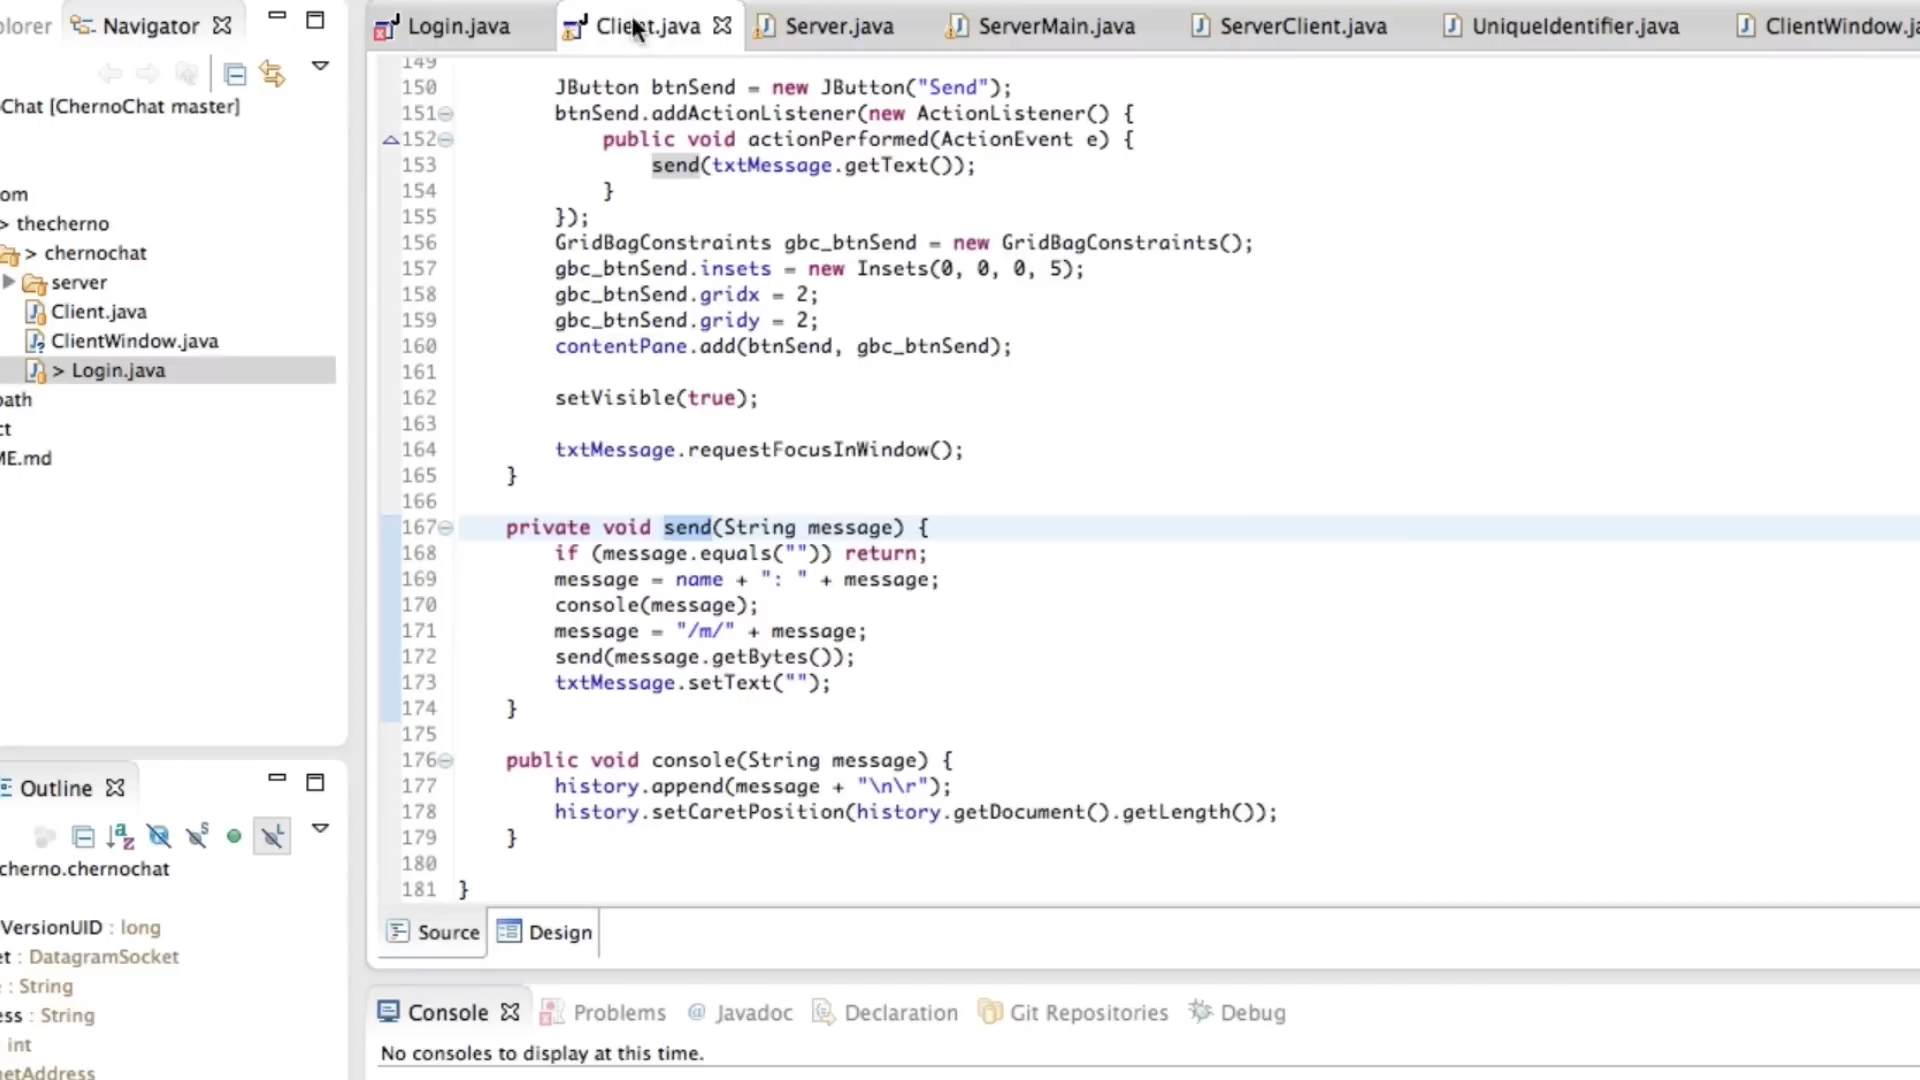 Navigator
Login.java
Client.java
Server.java
ServerMain.java
ServerClient.java
UniqueIdentifier.java
ClientWindow.ja
plorer
Chat [ChernoChat master]
om
> thecherno
> chernochat
server
Client.java
ClientWindow.java
> Login.java
path
ct
ME.md
149
150 JButton btnSend = new JButton("Send");
151 btnSend.addActionListener(new ActionListener() {
152 public void actionPerformed(ActionEvent e) {
153 send(txtMessage.getText());
154 }
155 });
156 GridBagConstraints gbc_btnSend = new GridBagConstraints();
157 gbc_btnSend.insets = new Insets(0, 0, 0, 5);
158 gbc_btnSend.gridx = 2;
159 gbc_btnSend.gridy = 2;
160 contentPane.add(btnSend, gbc_btnSend);
161
162 setVisible(true);
163
164 txtMessage.requestFocusInWindow();
165 }
166
167 private void send(String message) {
168 if (message.equals("")) return;
169 message = name + ": " + message;
170 console(message);
171 message = "/m/" + message;
172 send(message.getBytes());
173 txtMessage.setText("");
174 }
175
176 public void console(String message) {
177 history.append(message + "\n\r");
178 history.setCaretPosition(history.getDocument().getLength());
179 }
180
181 }
Source
Design
Outline
cherno.chernochat
VersionUID : long
et : DatagramSocket
: String
ess : String
int
netAddress
Console
Problems
@ Javadoc
Declaration
Git Repositories
Debug
No consoles to display at this time.